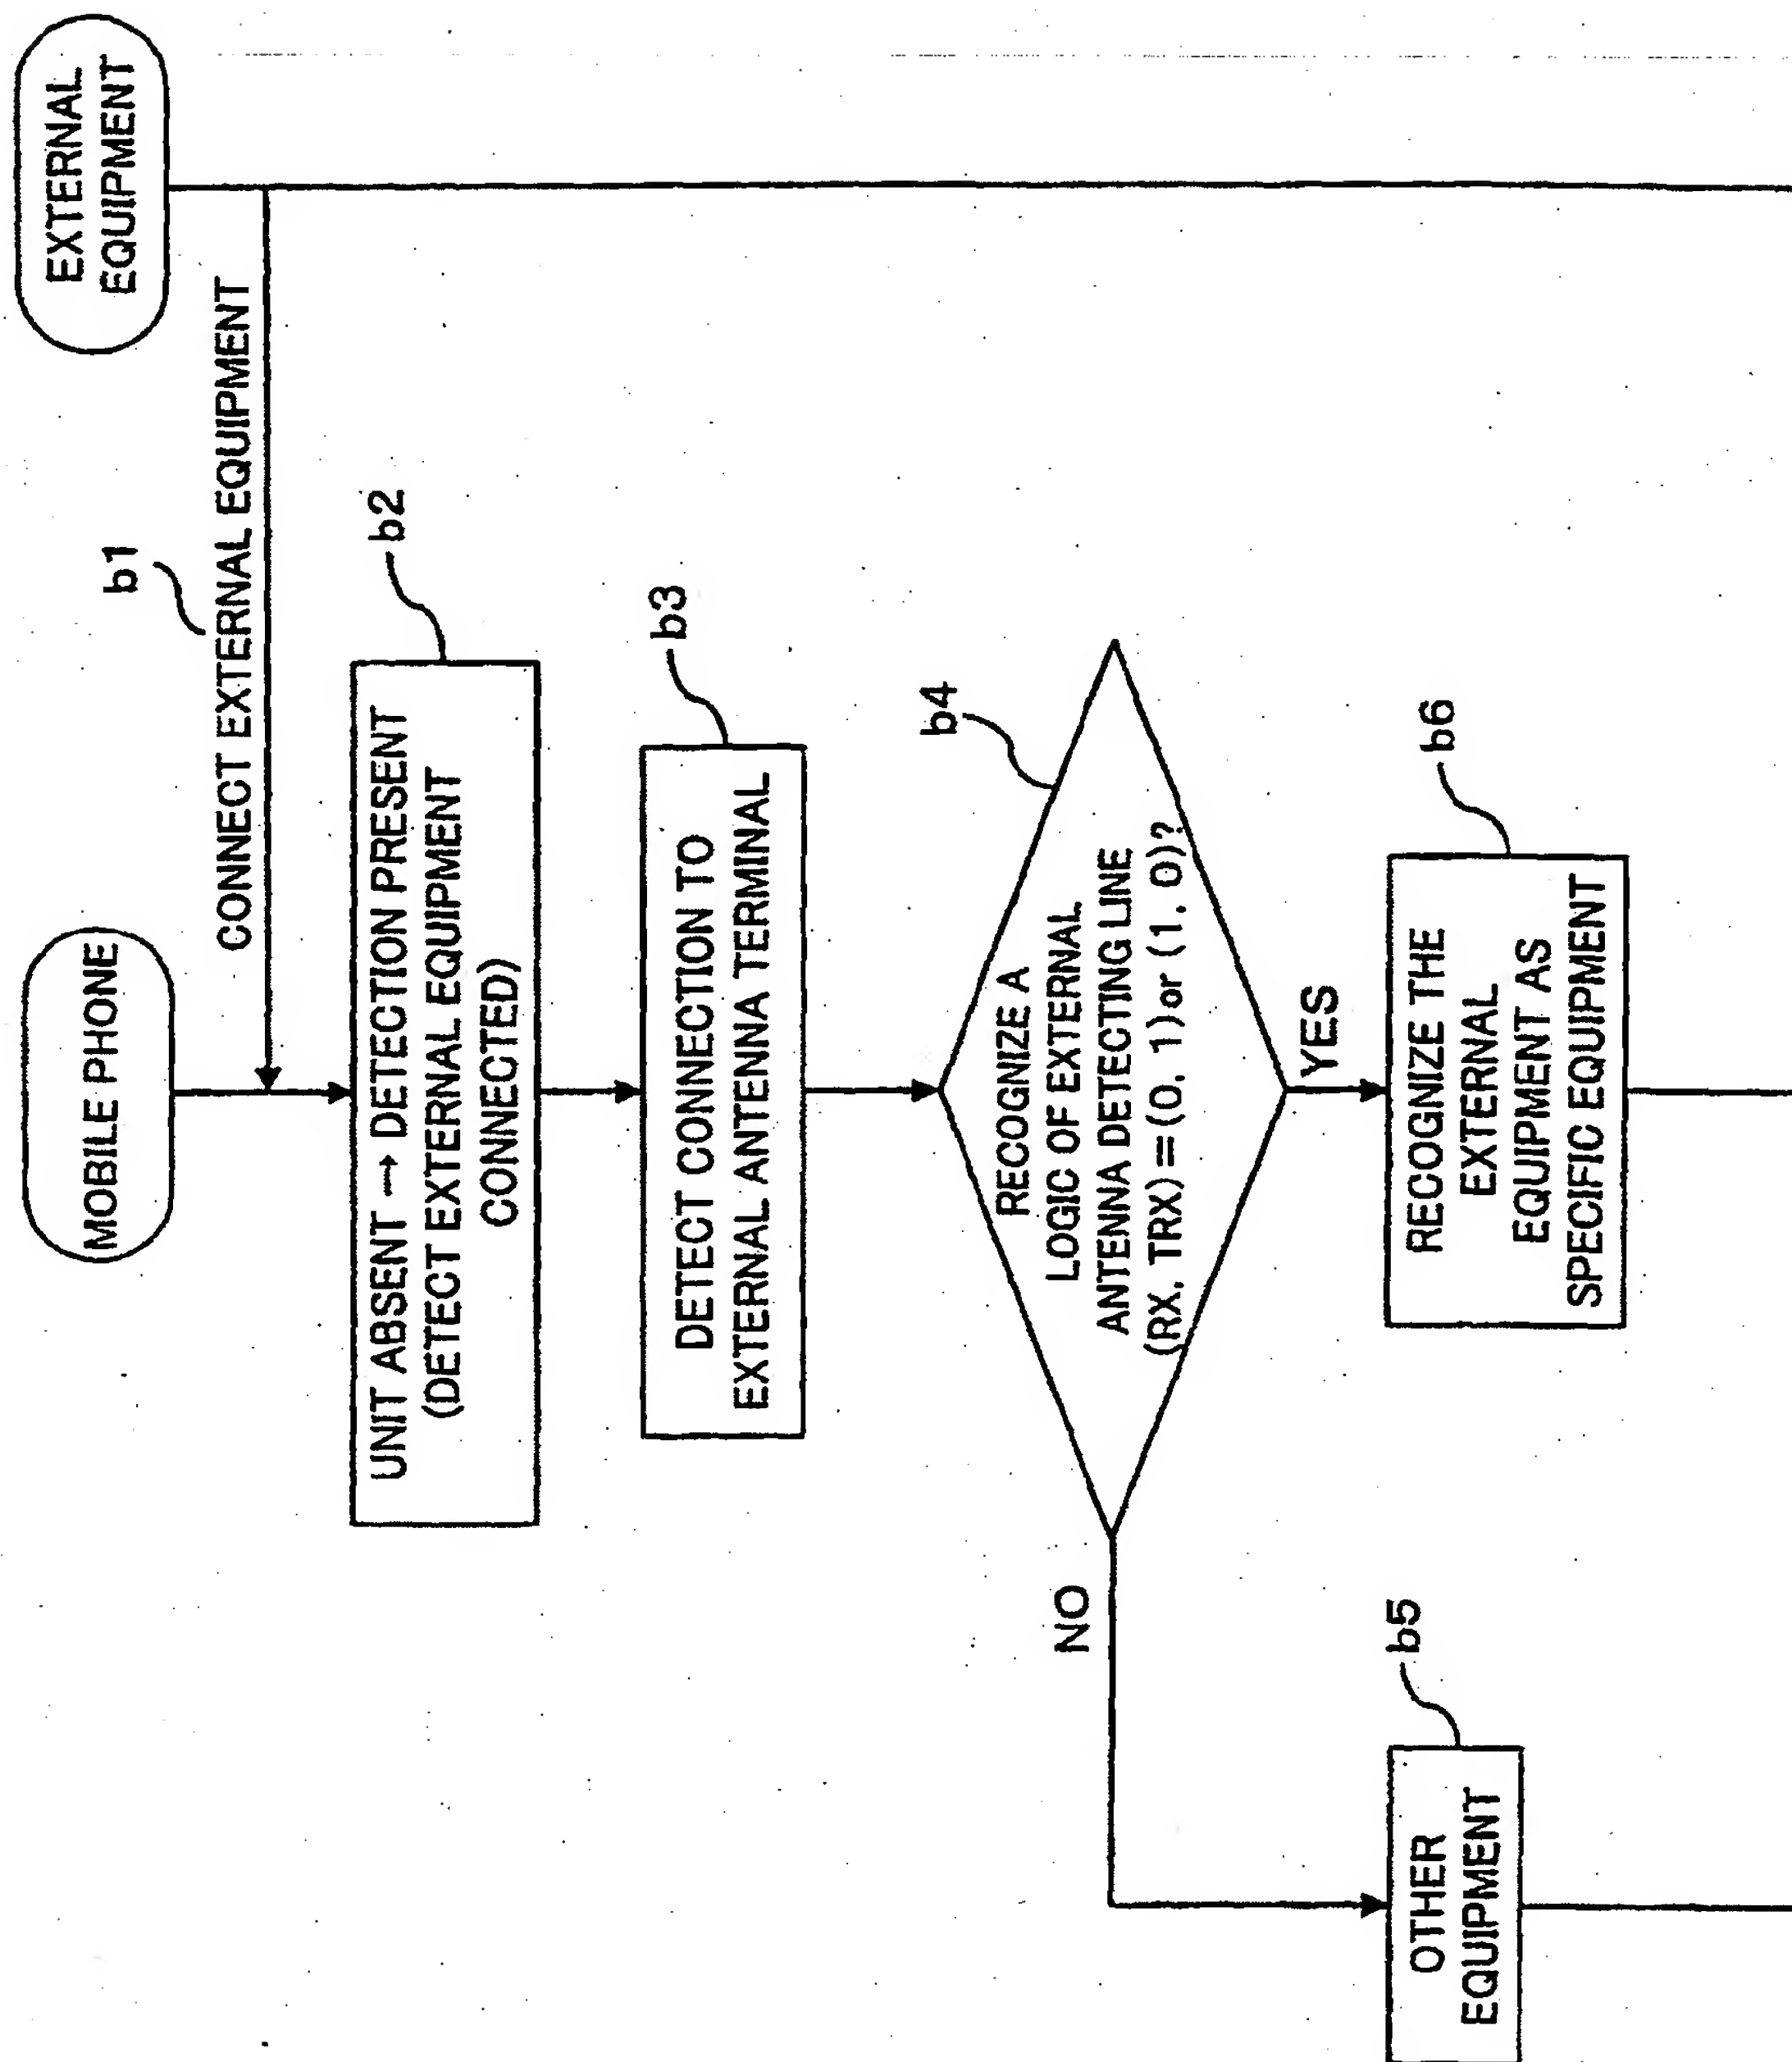 MOBILE PHONE
EXTERNAL
EQUIPMENT
b1
CONNECT EXTERNAL EQUIPMENT
b2
UNIT ABSENT → DETECTION PRESENT
(DETECT EXTERNAL EQUIPMENT
CONNECTED)
b3
DETECT CONNECTION TO
EXTERNAL ANTENNA TERMINAL
b4
RECOGNIZE A
LOGIC OF EXTERNAL
ANTENNA DETECTING LINE
(RX, TRX)=(0, 1)or (1, 0)?
NO
YES
b5
OTHER
EQUIPMENT
b6
RECOGNIZE THE
EXTERNAL
EQUIPMENT AS
SPECIFIC EQUIPMENT